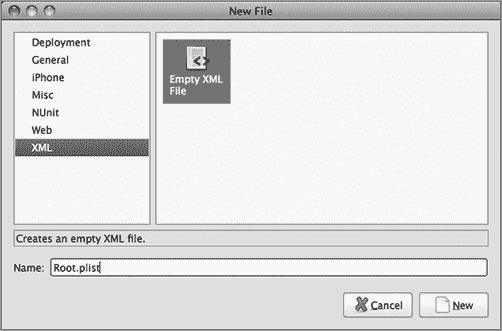 New File
Deployment
General
iPhone
Misc
NUnit
Web
XML
Empty XML
File
Creates an empty XML file.
Name: Root.plist
Cancel
New